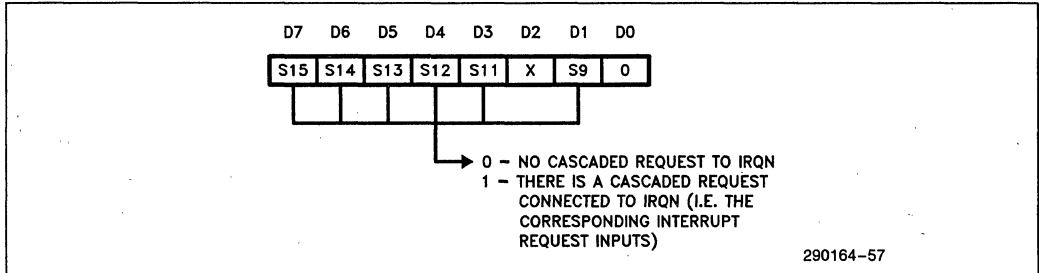 D7 D6 D5 D4 D3 D2 D1 D0
S15 S14 S13 S12 S11 X S9 0
0 – NO CASCADED REQUEST TO IRQN
1 – THERE IS A CASCADED REQUEST
CONNECTED TO IRQN (I.E. THE
CORRESPONDING INTERRUPT
REQUEST INPUTS)
290164–57